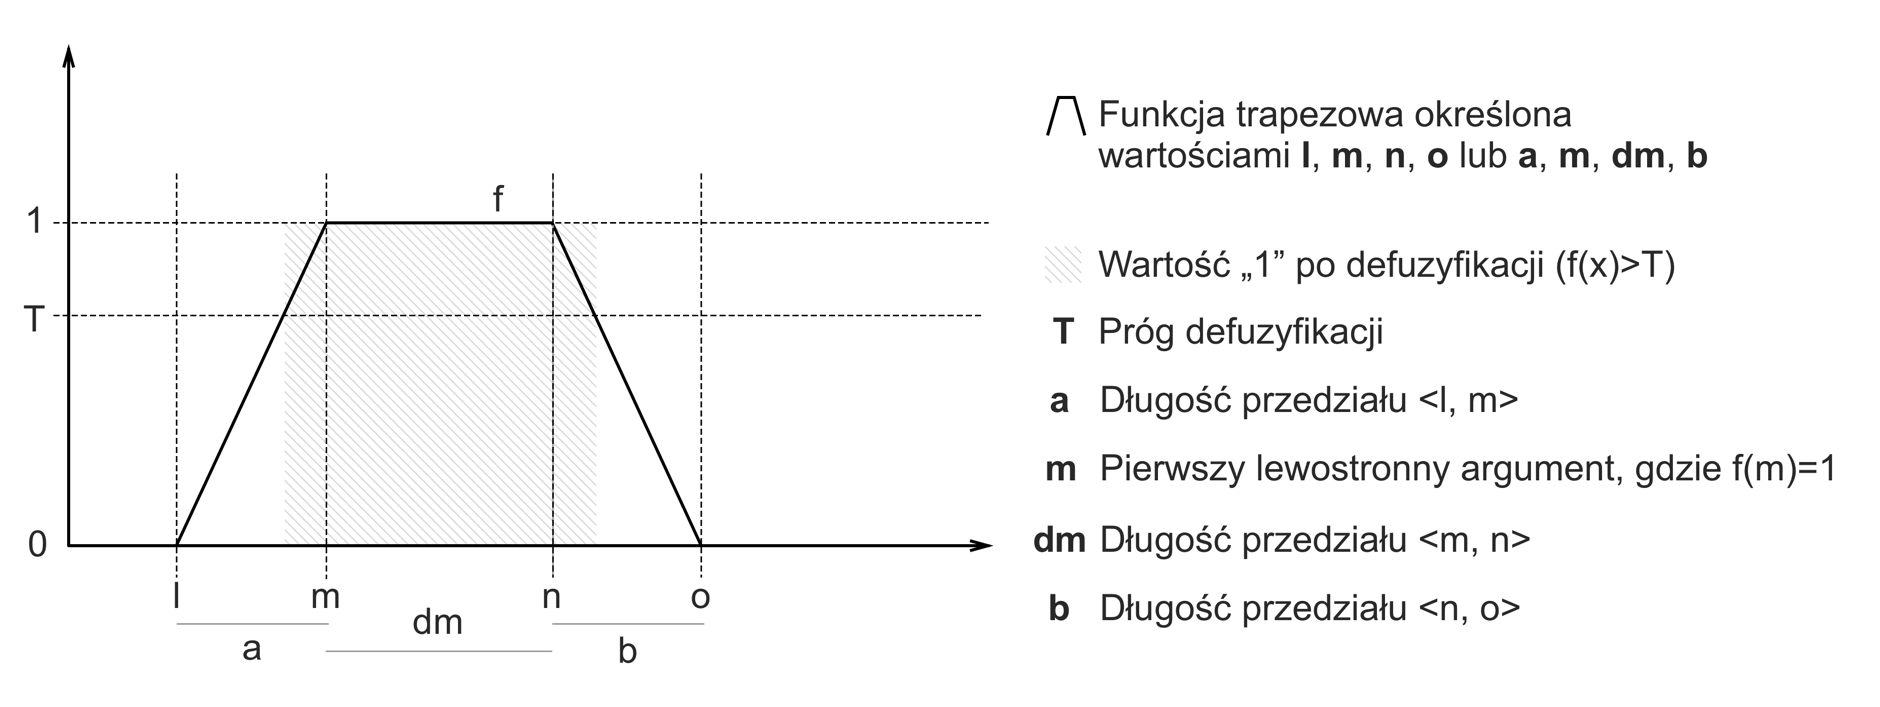 f
1
T
0
l
m
n
o
a
dm
b
Funkcja trapezowa określona
wartościami l, m, n, o lub a, m, dm, b
Wartość „1” po defuzyfikacji (f(x)>T)
T Próg defuzyfikacji
a Długość przedziału <l, m>
m Pierwszy lewostronny argument, gdzie f(m)=1
dm Długość przedziału <m, n>
b Długość przedziału <n, o>